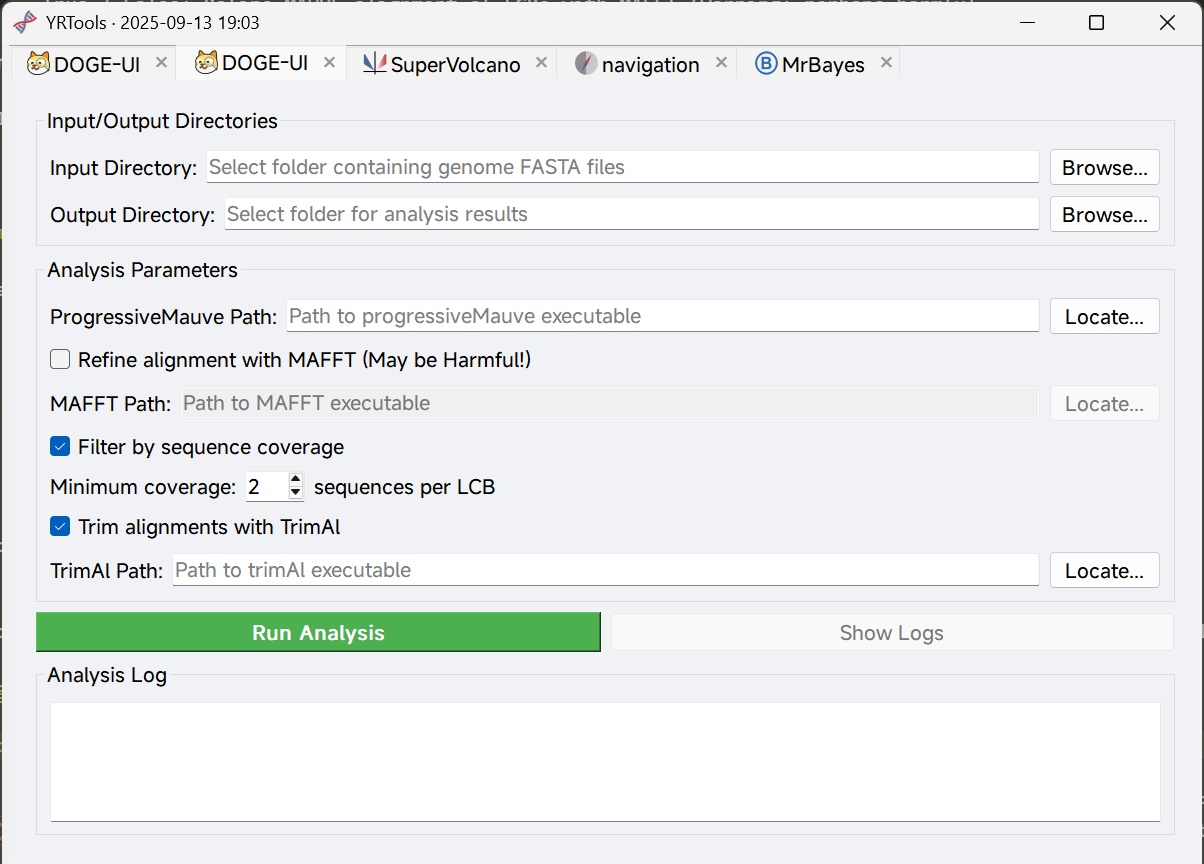 YRTools · 2025-09-13 19:03
DOGE-UI DOGE-UI SuperVolcano navigation MrBayes
Input/Output Directories
Input Directory: Select folder containing genome FASTA files Browse...
Output Directory: Select folder for analysis results Browse...
Analysis Parameters
ProgressiveMauve Path: Path to progressiveMauve executable Locate...
Refine alignment with MAFFT (May be Harmful!)
MAFFT Path: Path to MAFFT executable Locate...
Filter by sequence coverage
Minimum coverage: 2 sequences per LCB
Trim alignments with TrimAl
TrimAl Path: Path to trimAl executable Locate...
Run Analysis Show Logs
Analysis Log